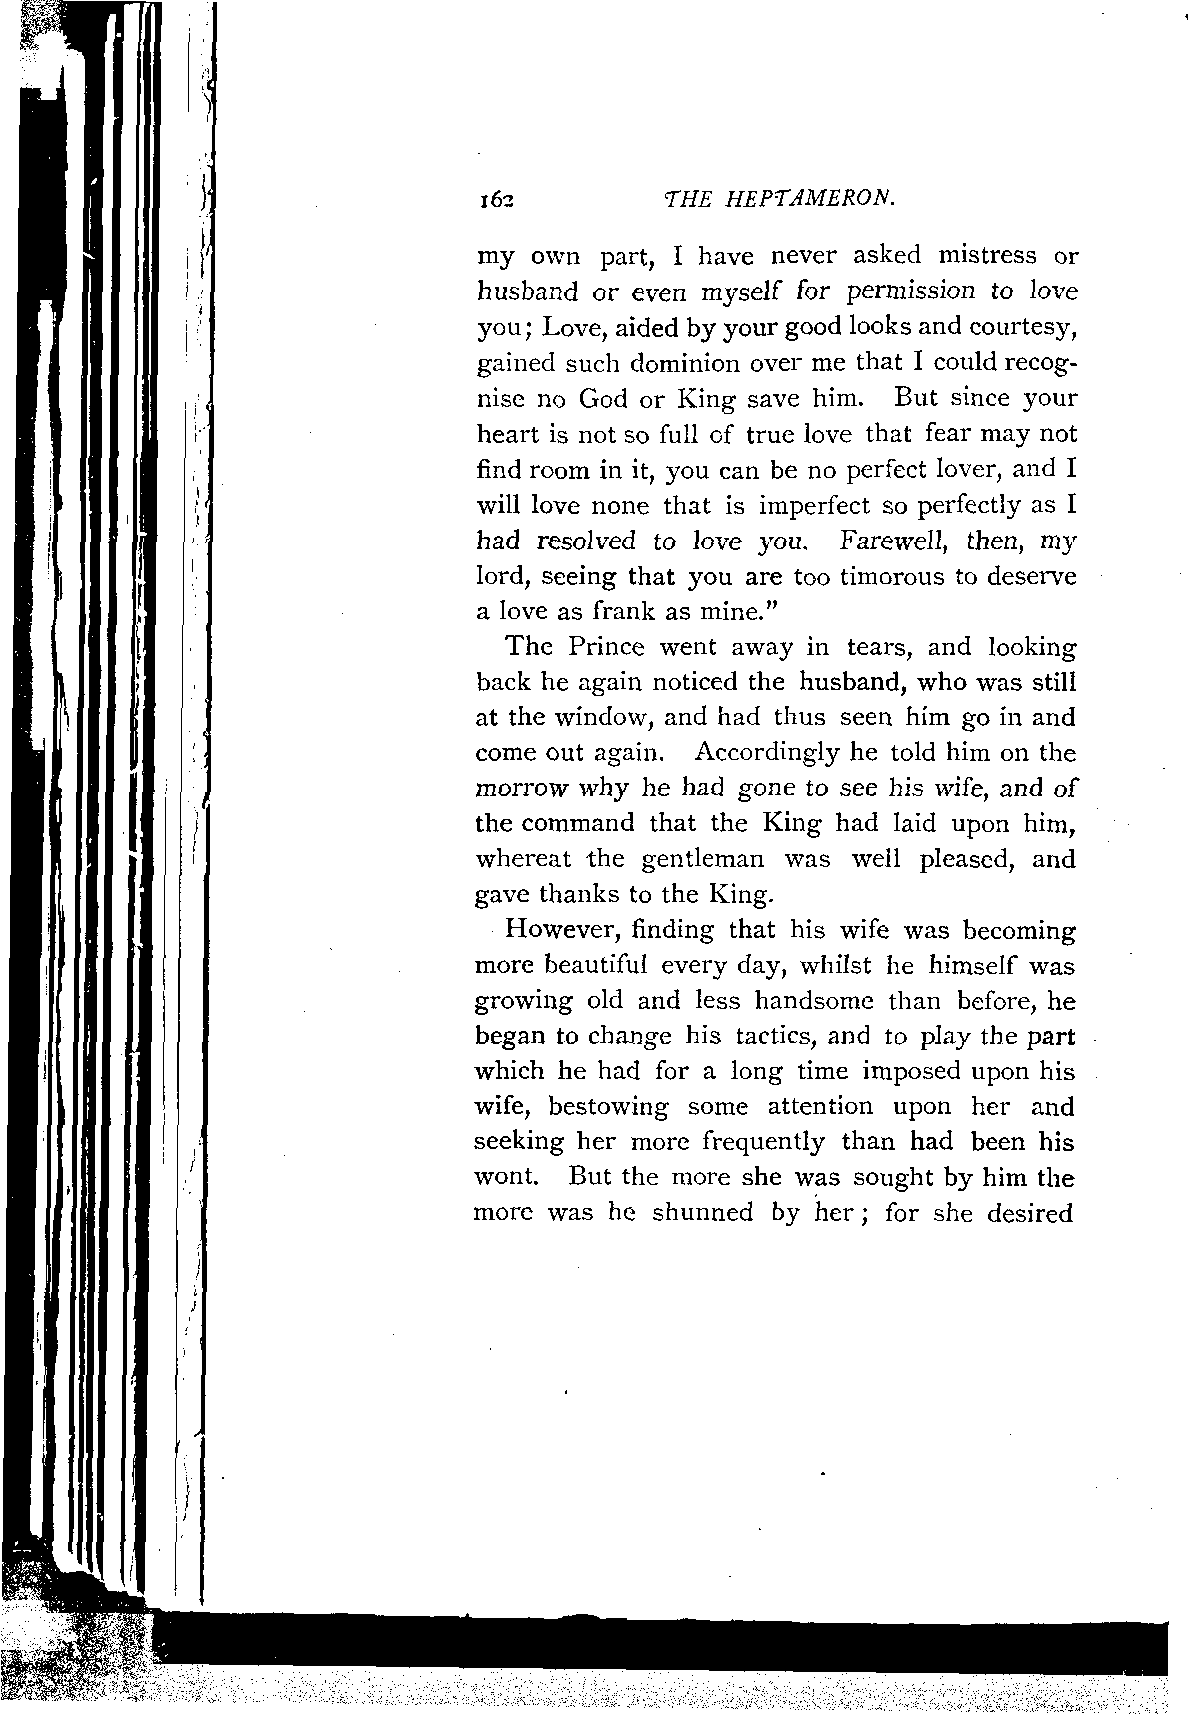 162 THE HEPTAMERON.
my own part, I have never asked mistress or
husband or even myself for permission to love
you; Love, aided by your good looks and courtesy,
gained such dominion over me that I could recog-
nise no God or King save him. But since your
heart is not so full of true love that fear may not
find room in it, you can be no perfect lover, and I
will love none that is imperfect so perfectly as I
had resolved to love you. Farewell, then, my
lord, seeing that you are too timorous to deserve
a love as frank as mine."
The Prince went away in tears, and looking
back he again noticed the husband, who was still
at the window, and had thus seen him go in and
come out again. Accordingly he told him on the
morrow why he had gone to see his wife, and of
the command that the King had laid upon him,
whereat the gentleman was well pleased, and
gave thanks to the King.
However, finding that his wife was becoming
more beautiful every day, whilst he himself was
growing old and less handsome than before, he
began to change his tactics, and to play the part
which he had for a long time imposed upon his
wife, bestowing some attention upon her and
seeking her more frequently than had been his
wont. But the more she was sought by him the
more was he shunned by her; for she desired